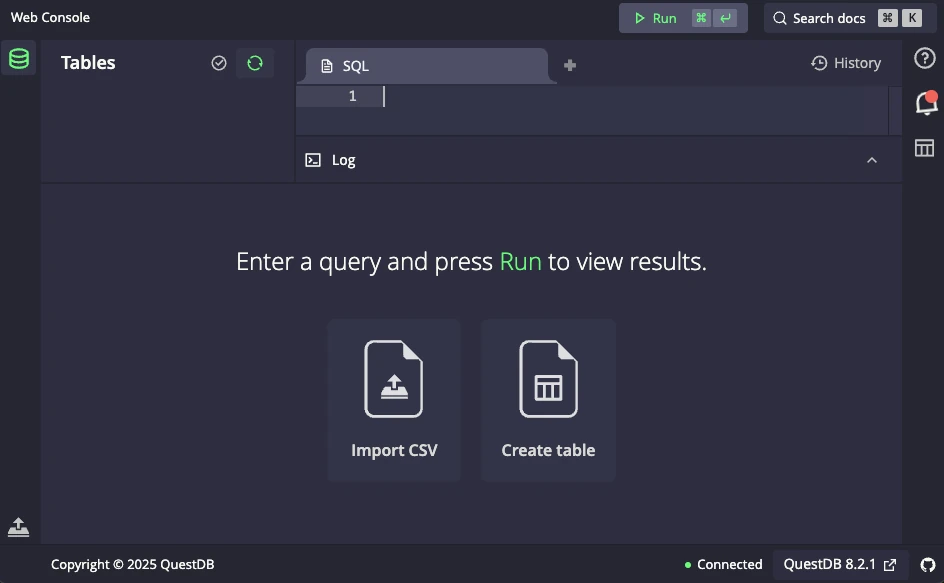 Web Console
Run ⌘ ↵
Search docs ⌘ K
Tables
SQL
History
1
Log
Enter a query and press Run to view results.
Import CSV
Create table
Copyright © 2025 QuestDB
Connected
QuestDB 8.2.1